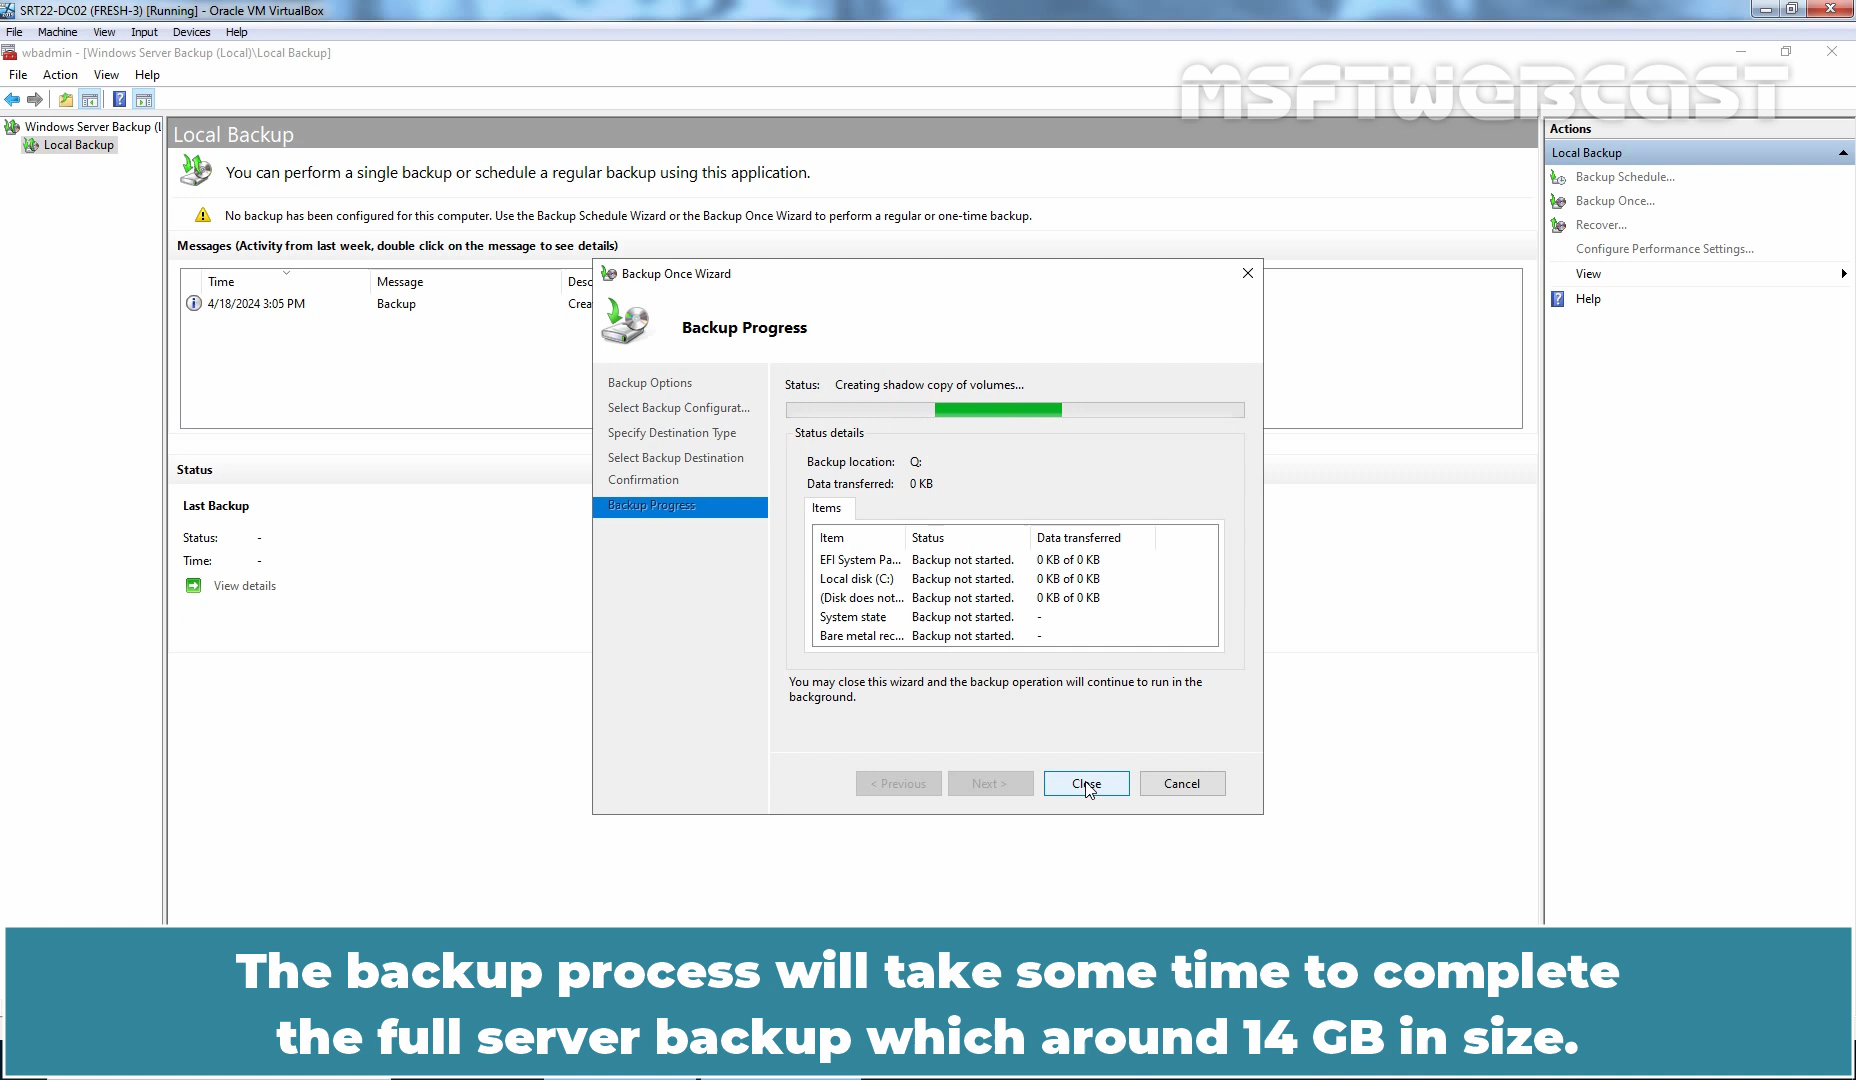 SRT22-DC02 (FRESH-3) [Running] - Oracle VM VirtualBox
File Machine View Input Devices Help
wbadmin - [Windows Server Backup (Local)\Local Backup]
File Action View Help
MSFTWEBCAST
Windows Server Backup (L
Local Backup
Local Backup
You can perform a single backup or schedule a regular backup using this application.
No backup has been configured for this computer. Use the Backup Schedule Wizard or the Backup Once Wizard to perform a regular or one-time backup.
Messages (Activity from last week, double click on the message to see details)
Time Message Desc
4/18/2024 3:05 PM Backup Crea
Status
Last Backup
Status: -
Time: -
View details
Backup Once Wizard
Backup Progress
Backup Options
Select Backup Configurat...
Specify Destination Type
Select Backup Destination
Confirmation
Backup Progress
Status: Creating shadow copy of volumes...
Status details
Backup location: Q:
Data transferred: 0 KB
Items
Item Status Data transferred
EFI System Pa... Backup not started. 0 KB of 0 KB
Local disk (C:) Backup not started. 0 KB of 0 KB
(Disk does not... Backup not started. 0 KB of 0 KB
System state Backup not started. -
Bare metal rec... Backup not started. -
You may close this wizard and the backup operation will continue to run in the
background.
< Previous Next > Close Cancel
Actions
Local Backup
Backup Schedule...
Backup Once...
Recover...
Configure Performance Settings...
View
Help
The backup process will take some time to complete
the full server backup which around 14 GB in size.